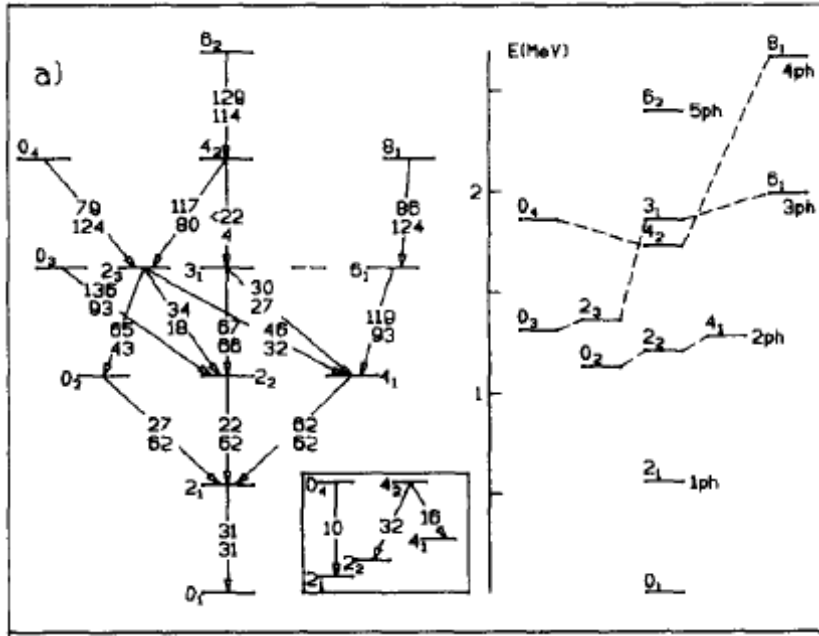 6₂
a)
129
114
0₄ 4₂ 8₁
79 117 <22 86
124 80 4 124
0₃ 2₃ 3₁ 6₁
136 34 30
93 18 27
65 67 46 119
43 66 32 93
0₂ 2₂ 4₁
27 22 62
62 62 62
2₁
31
31
0₁
0₄ 4₂
10 32 16
2₂ 4₁
2₁
E(MeV)
8₁
4ph
6₂ 5ph
2
0₄ 3₁ 6₁
4₂ 3ph
0₃ 2₃
0₂ 2₂ 4₁ 2ph
1
2₁ 1ph
0₁